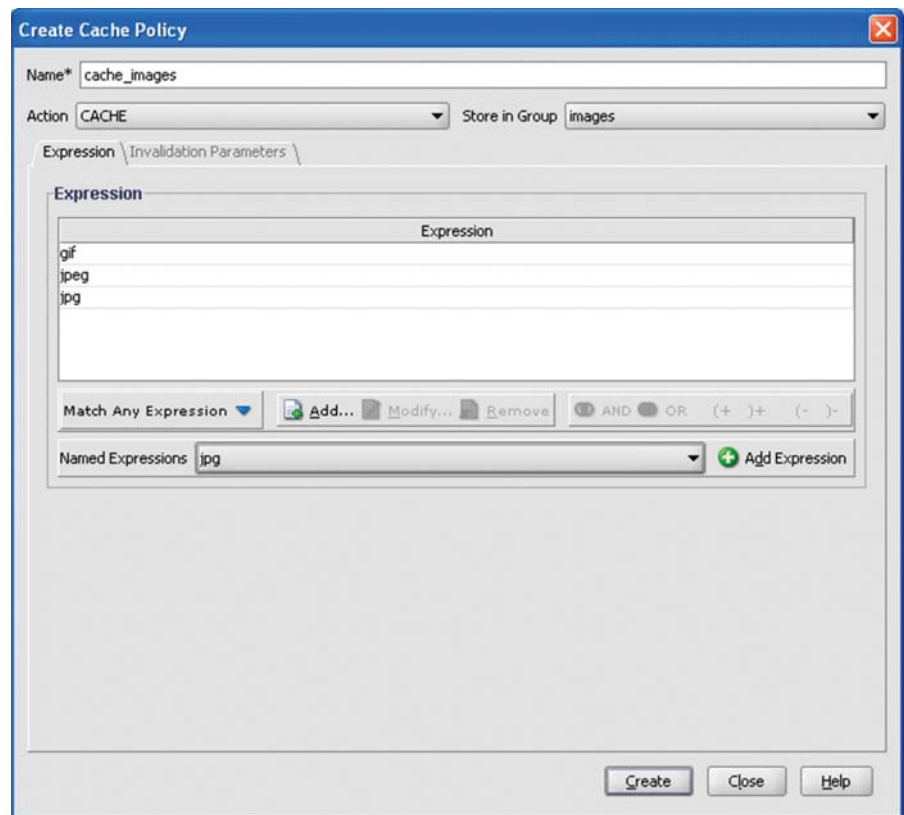 Create Cache Policy
Name* cache_images
Action CACHE Store in Group images
Expression Invalidation Parameters
Expression
Expression
gif
jpeg
jpg
Match Any Expression Add... Modify... Remove AND OR (+ )+ (- )-
Named Expressions jpg Add Expression
Create Close Help